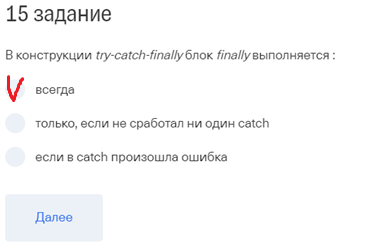 15 задание
В конструкции try-catch-finally блок finally выполняется :
всегда
только, если не сработал ни один catch
если в catch произошла ошибка
Далее